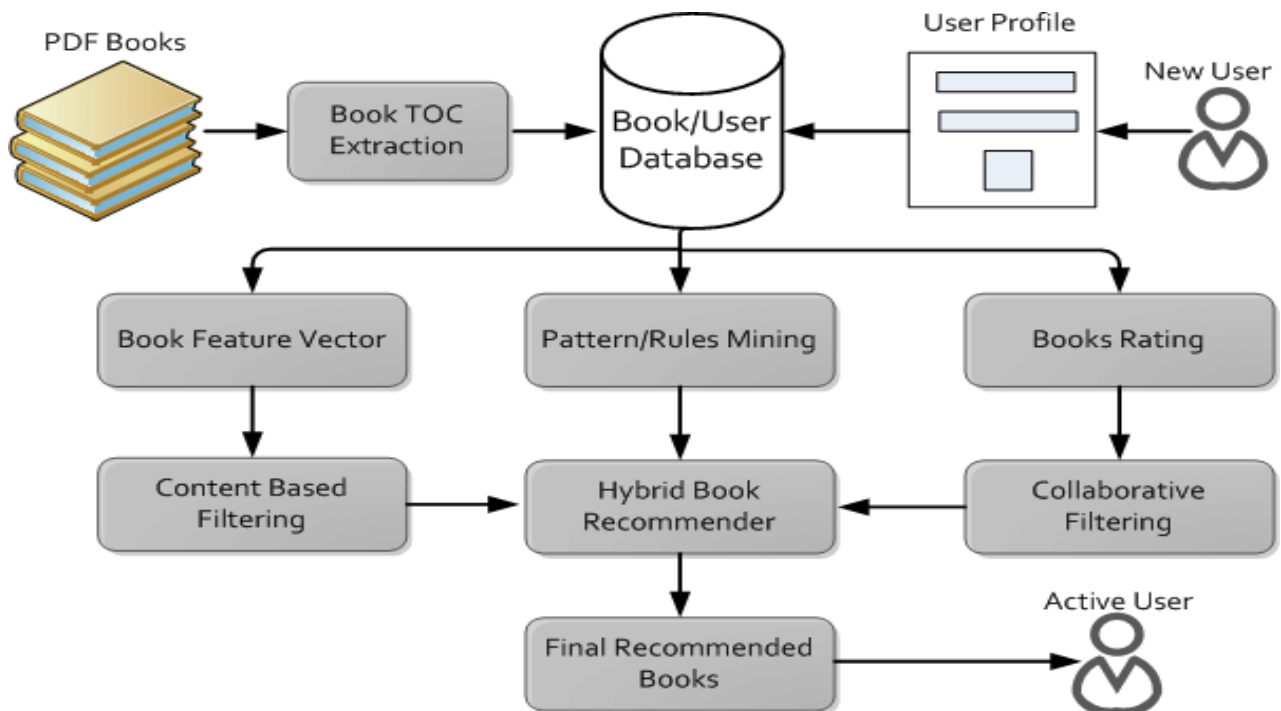 PDF Books
User Profile
New User
Book TOC
Extraction
Book/User
Database
Book Feature Vector
Pattern/Rules Mining
Books Rating
Content Based
Filtering
Hybrid Book
Recommender
Collaborative
Filtering
Active User
Final Recommended
Books